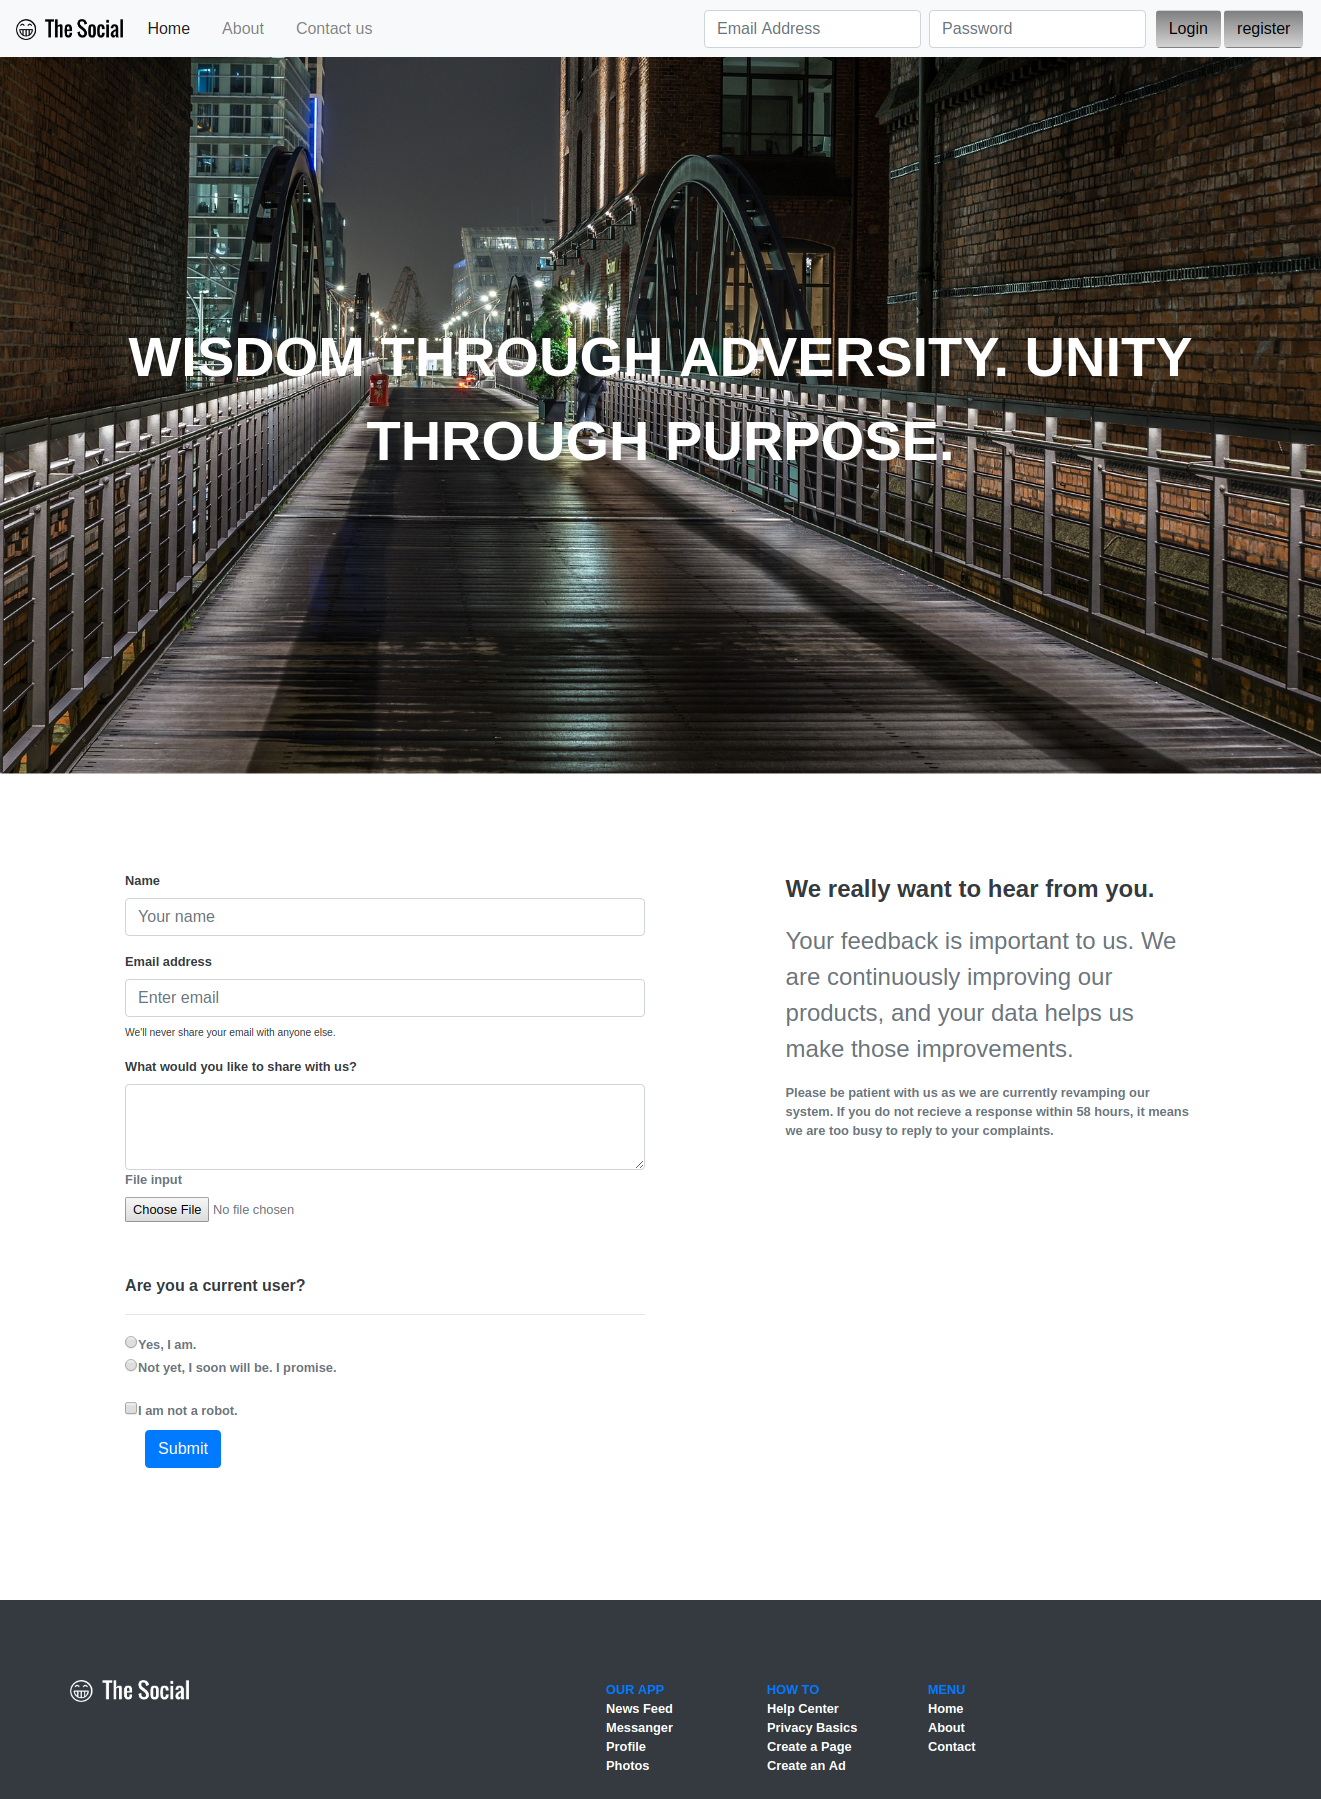 The Social Home About Contact us Email Address Password Login register
WISDOM THROUGH ADVERSITY. UNITY
THROUGH PURPOSE.
Name
Your name
Email address
Enter email
We'll never share your email with anyone else.
What would you like to share with us?
File input
Choose File No file chosen
Are you a current user?
Yes, I am.
Not yet, I soon will be. I promise.
I am not a robot.
Submit
We really want to hear from you.
Your feedback is important to us. We
are continuously improving our
products, and your data helps us
make those improvements.
Please be patient with us as we are currently revamping our
system. If you do not recieve a response within 58 hours, it means
we are too busy to reply to your complaints.
The Social
OUR APP
News Feed
Messanger
Profile
Photos
HOW TO
Help Center
Privacy Basics
Create a Page
Create an Ad
MENU
Home
About
Contact